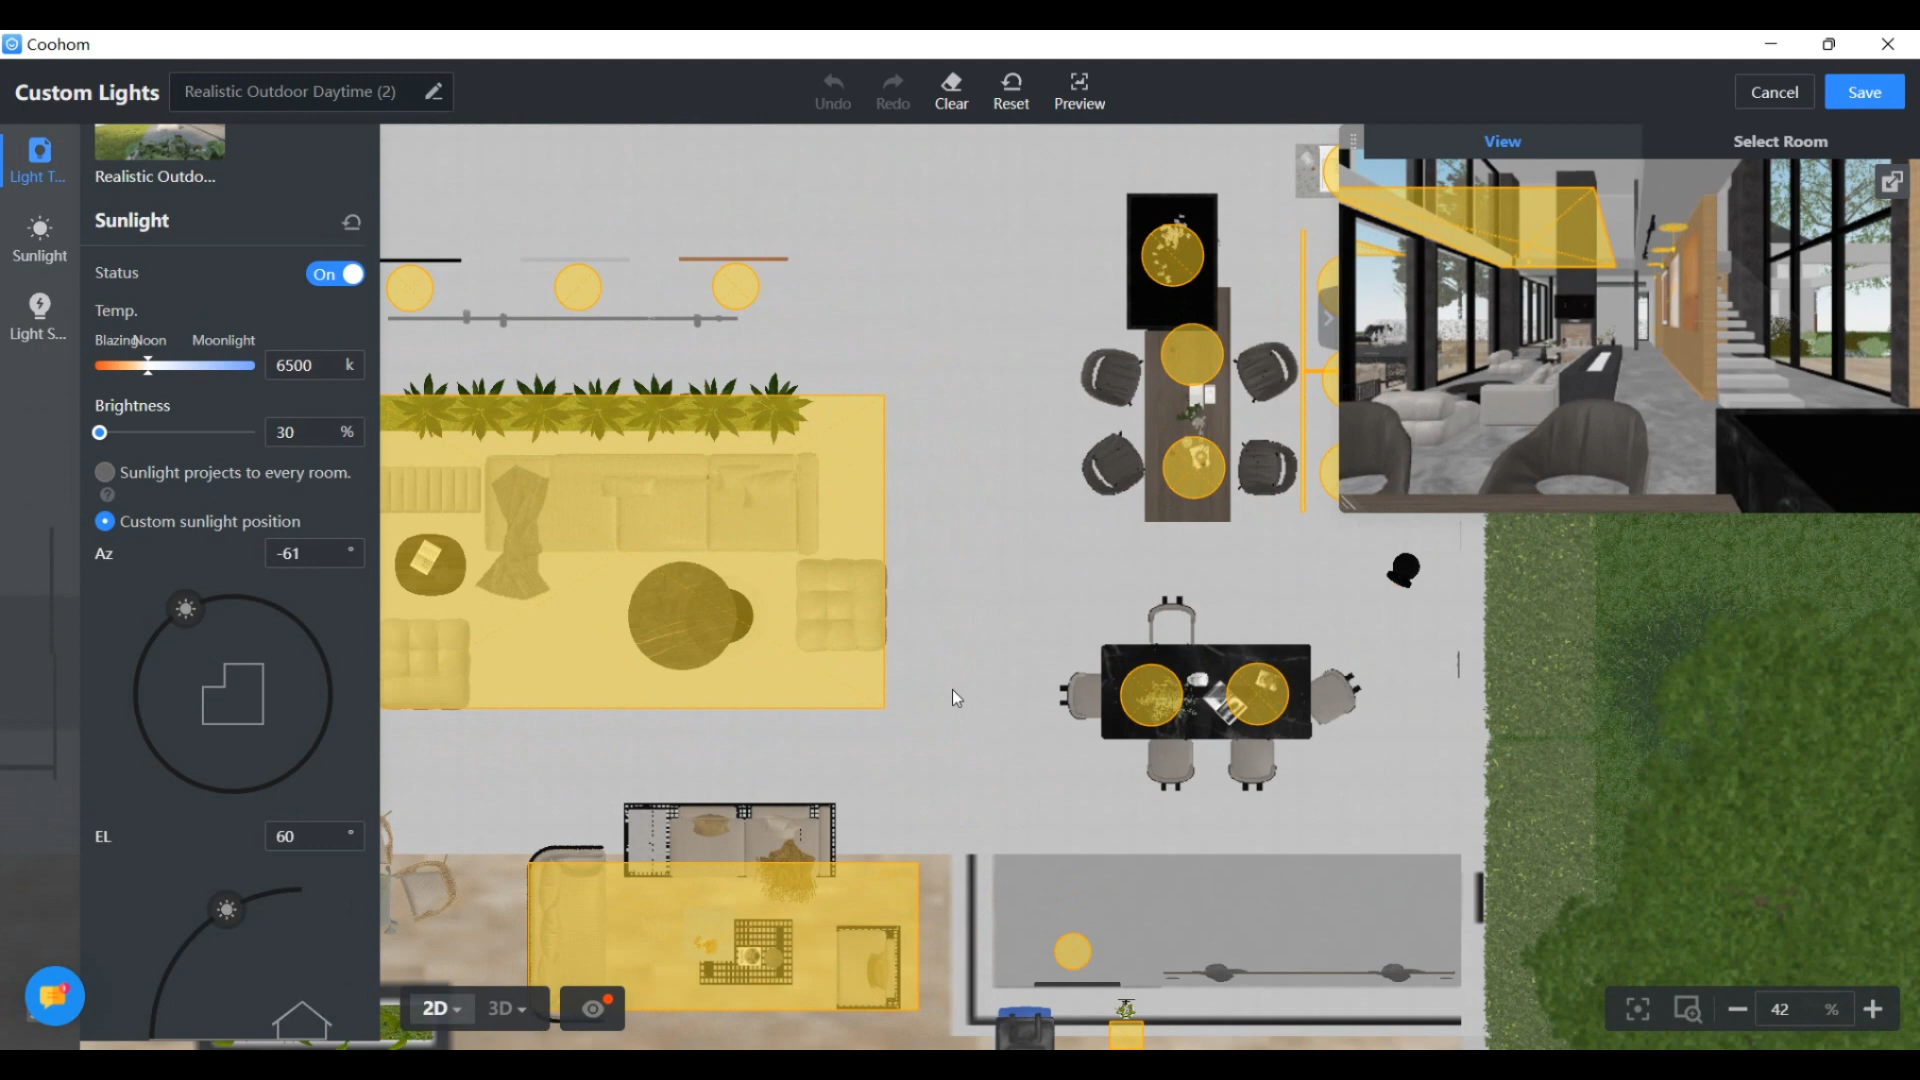 Coohom
Custom Lights
Realistic Outdoor Daytime (2)
Undo
Redo
Clear
Reset
Preview
Cancel
Save
Light T...
Sunlight
Light S...
Realistic Outdo...
Sunlight
Status
On
Temp.
Noon
Moonlight
6500 k
Brightness
30 %
Sunlight projects to every room.
?
Custom sunlight position
Az
-61 °
EL
60 °
View
Select Room
2D
3D
42 %